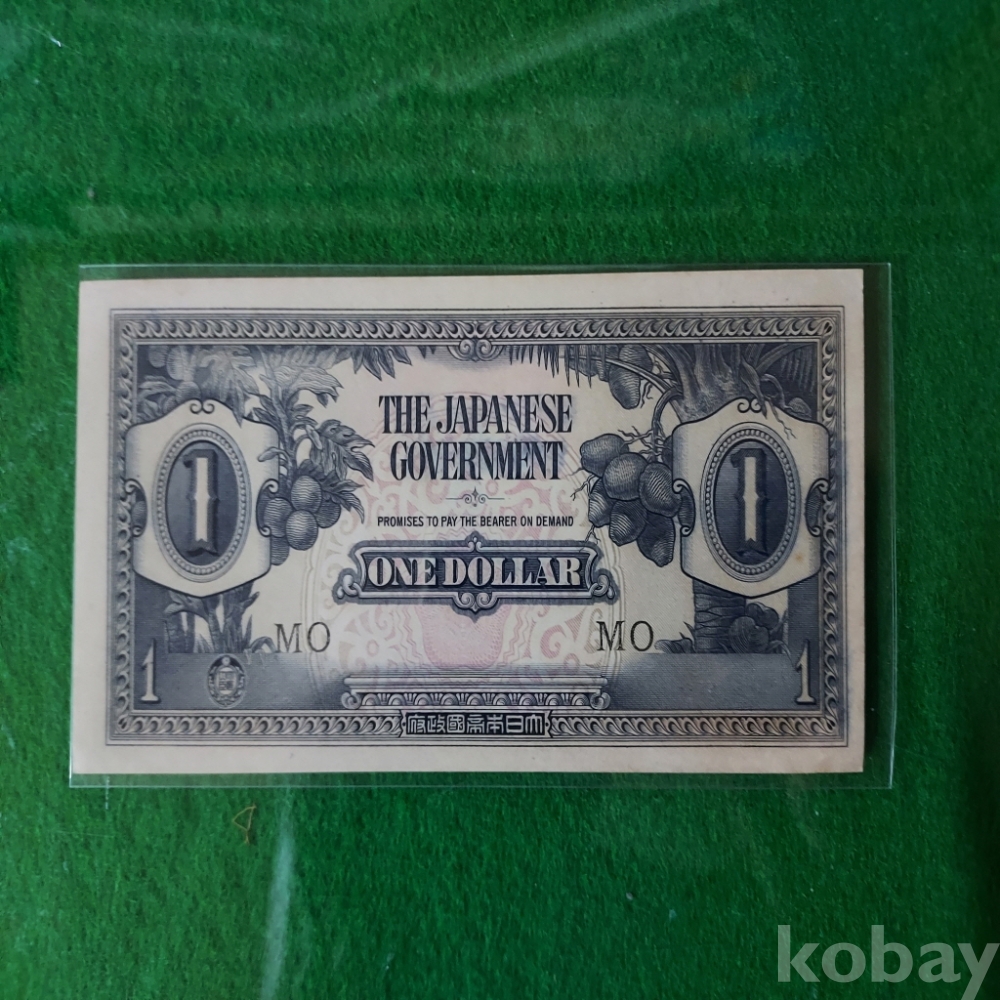 THE JAPANESE
GOVERNMENT
PROMISES TO PAY THE BEARER ON DEMAND
ONE DOLLAR
1
1
MO
MO
1
1
府政國帝本日大
kobay